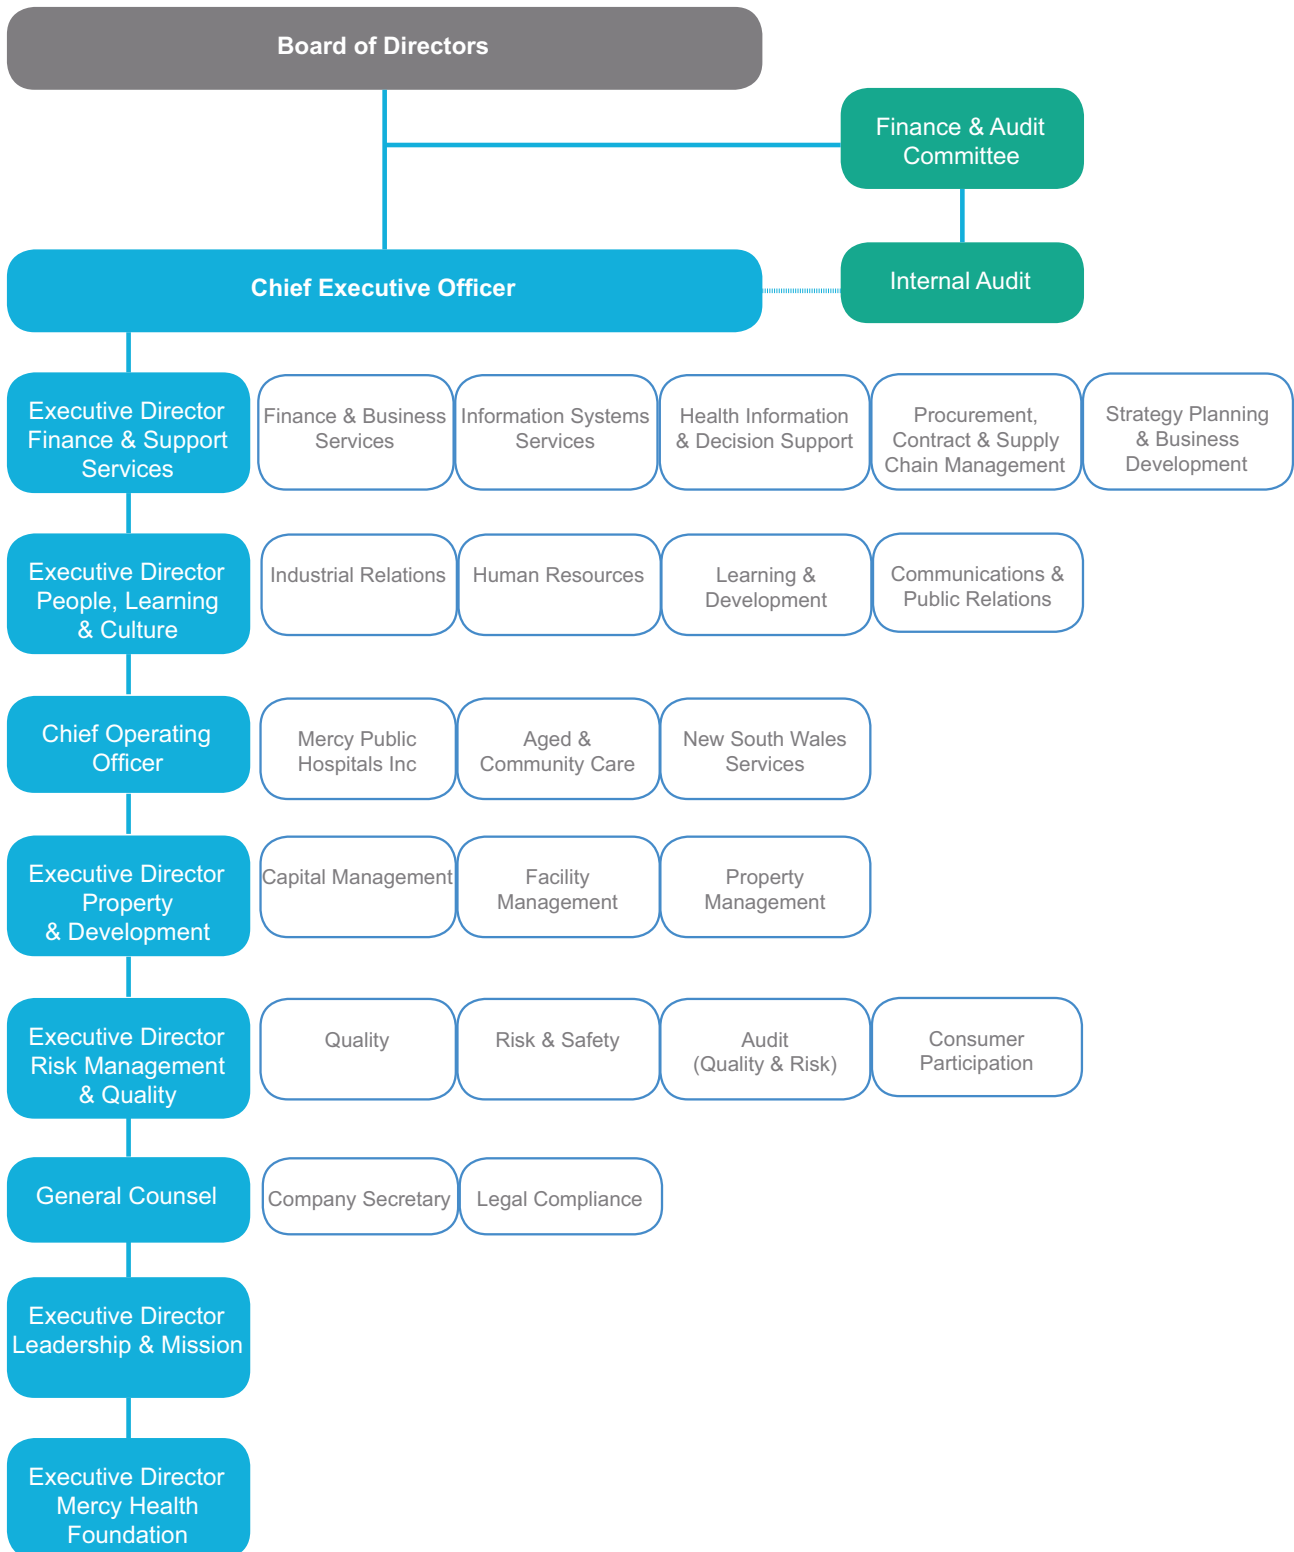 Board of Directors
Finance & Audit
Committee
Chief Executive Officer
Internal Audit
Executive Director
Finance & Support
Services
Finance & Business
Services
Information Systems
Services
Health Information
& Decision Support
Procurement,
Contract & Supply
Chain Management
Strategy Planning
& Business
Development
Executive Director
People, Learning
& Culture
Industrial Relations
Human Resources
Learning &
Development
Communications &
Public Relations
Chief Operating
Officer
Mercy Public
Hospitals Inc
Aged &
Community Care
New South Wales
Services
Executive Director
Property
& Development
Capital Management
Facility
Management
Property
Management
Executive Director
Risk Management
& Quality
Quality
Risk & Safety
Audit
(Quality & Risk)
Consumer
Participation
General Counsel
Company Secretary
Legal Compliance
Executive Director
Leadership & Mission
Executive Director
Mercy Health
Foundation